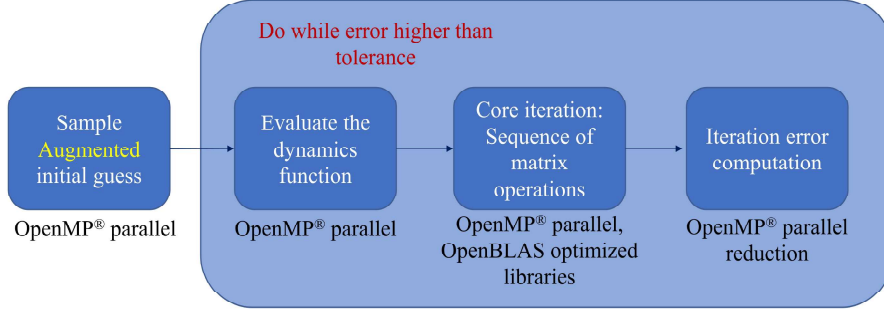 Do while error higher than
tolerance
Sample
Augmented
initial guess
OpenMP® parallel
Evaluate the
dynamics
function
OpenMP® parallel
Core iteration:
Sequence of
matrix
operations
OpenMP® parallel,
OpenBLAS optimized
libraries
Iteration error
computation
OpenMP® parallel
reduction